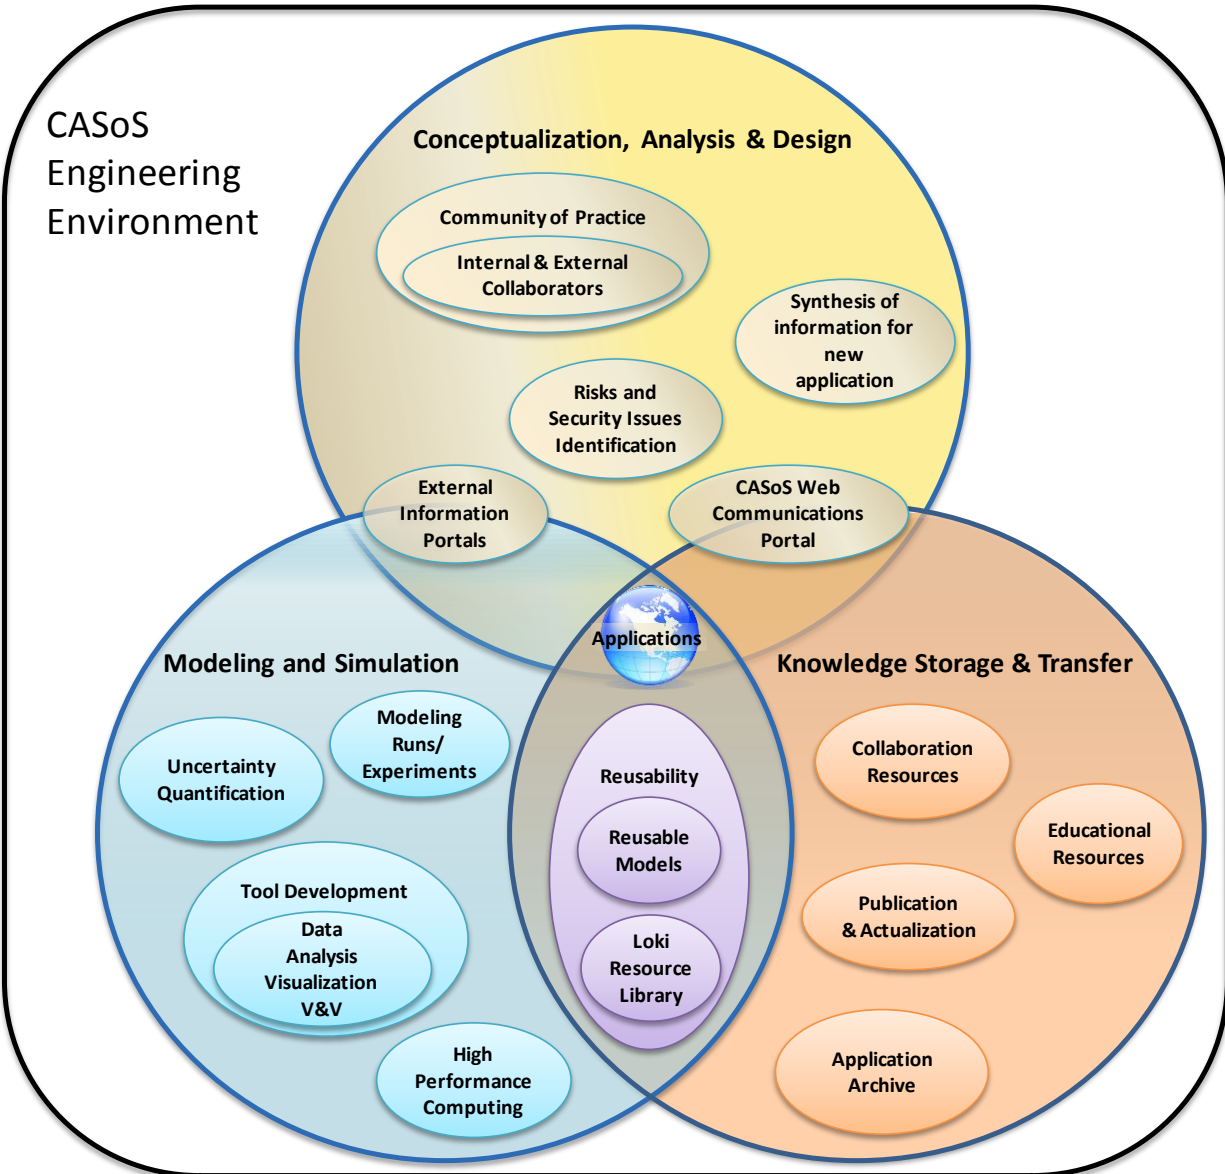 CASoS
Engineering
Environment
Conceptualization, Analysis & Design
Community of Practice
Internal & External
Collaborators
Synthesis of
information for
new
application
Risks and
Security Issues
Identification
External
Information
Portals
CASoS Web
Communications
Portal
Applications
Modeling and Simulation
Knowledge Storage & Transfer
Modeling
Runs/
Experiments
Uncertainty
Quantification
Tool Development
Data
Analysis
Visualization
V&V
High
Performance
Computing
Reusability
Reusable
Models
Loki
Resource
Library
Collaboration
Resources
Educational
Resources
Publication
& Actualization
Application
Archive